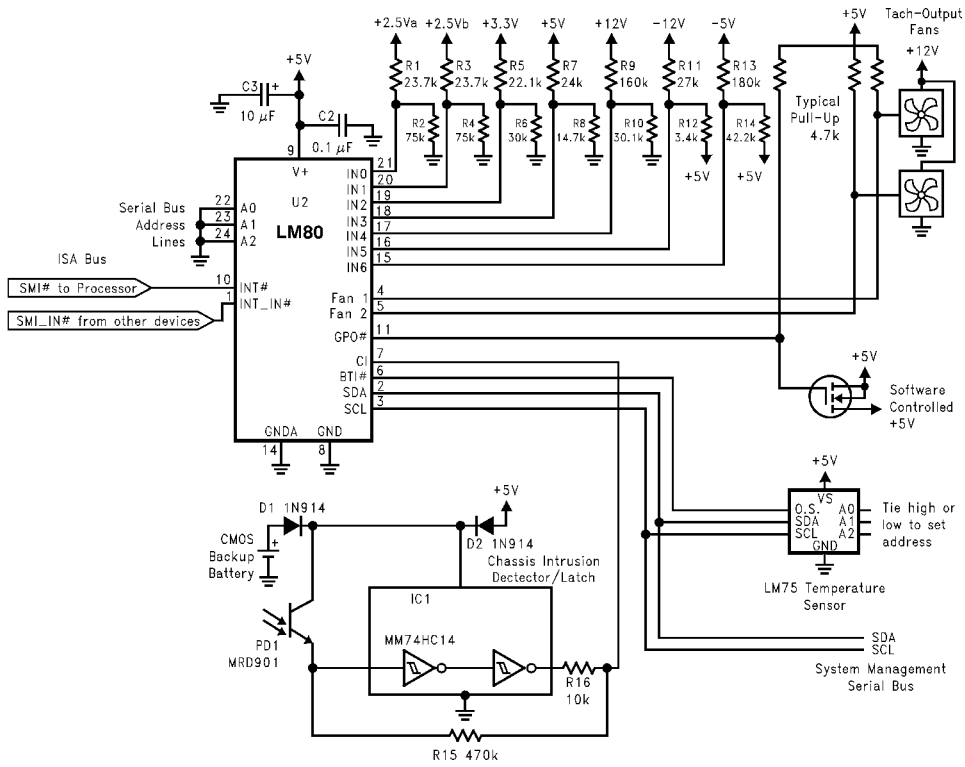 +2.5Va
+2.5Vb
+3.3V
+5V
+12V
-12V
-5V
+5V
Tach-Output
Fans
+12V
+5V
C3
+
10 µF
C2
0.1 µF
R1
23.7k
R3
23.7k
R5
22.1k
R7
24k
R9
160k
R11
27k
R13
180k
R2
75k
R4
75k
R6
30k
R8
14.7k
R10
30.1k
R12
3.4k
R14
42.2k
+5V
+5V
Typical
Pull-Up
4.7k
9
V+
U2
LM80
Serial Bus
Address
Lines
22
23
24
A0
A1
A2
21
20
19
18
17
16
15
IN0
IN1
IN2
IN3
IN4
IN5
IN6
ISA Bus
SMI# to Processor
10
INT#
SMI_IN# from other devices
1
INT_IN#
Fan 1
4
Fan 2
5
GPO#
11
CI
7
BTI#
6
SDA
2
SCL
3
GNDA
14
GND
8
+5V
Software
Controlled
+5V
+5V
VS
O.S.
SDA
SCL
GND
A0
A1
A2
Tie high or
low to set
address
LM75 Temperature
Sensor
D1 1N914
+5V
D2 1N914
CMOS
Backup
Battery
+
Chassis Intrusion
Dectector/Latch
IC1
MM74HC14
PD1
MRD901
R16
10k
R15 470k
SDA
SCL
System Management
Serial Bus